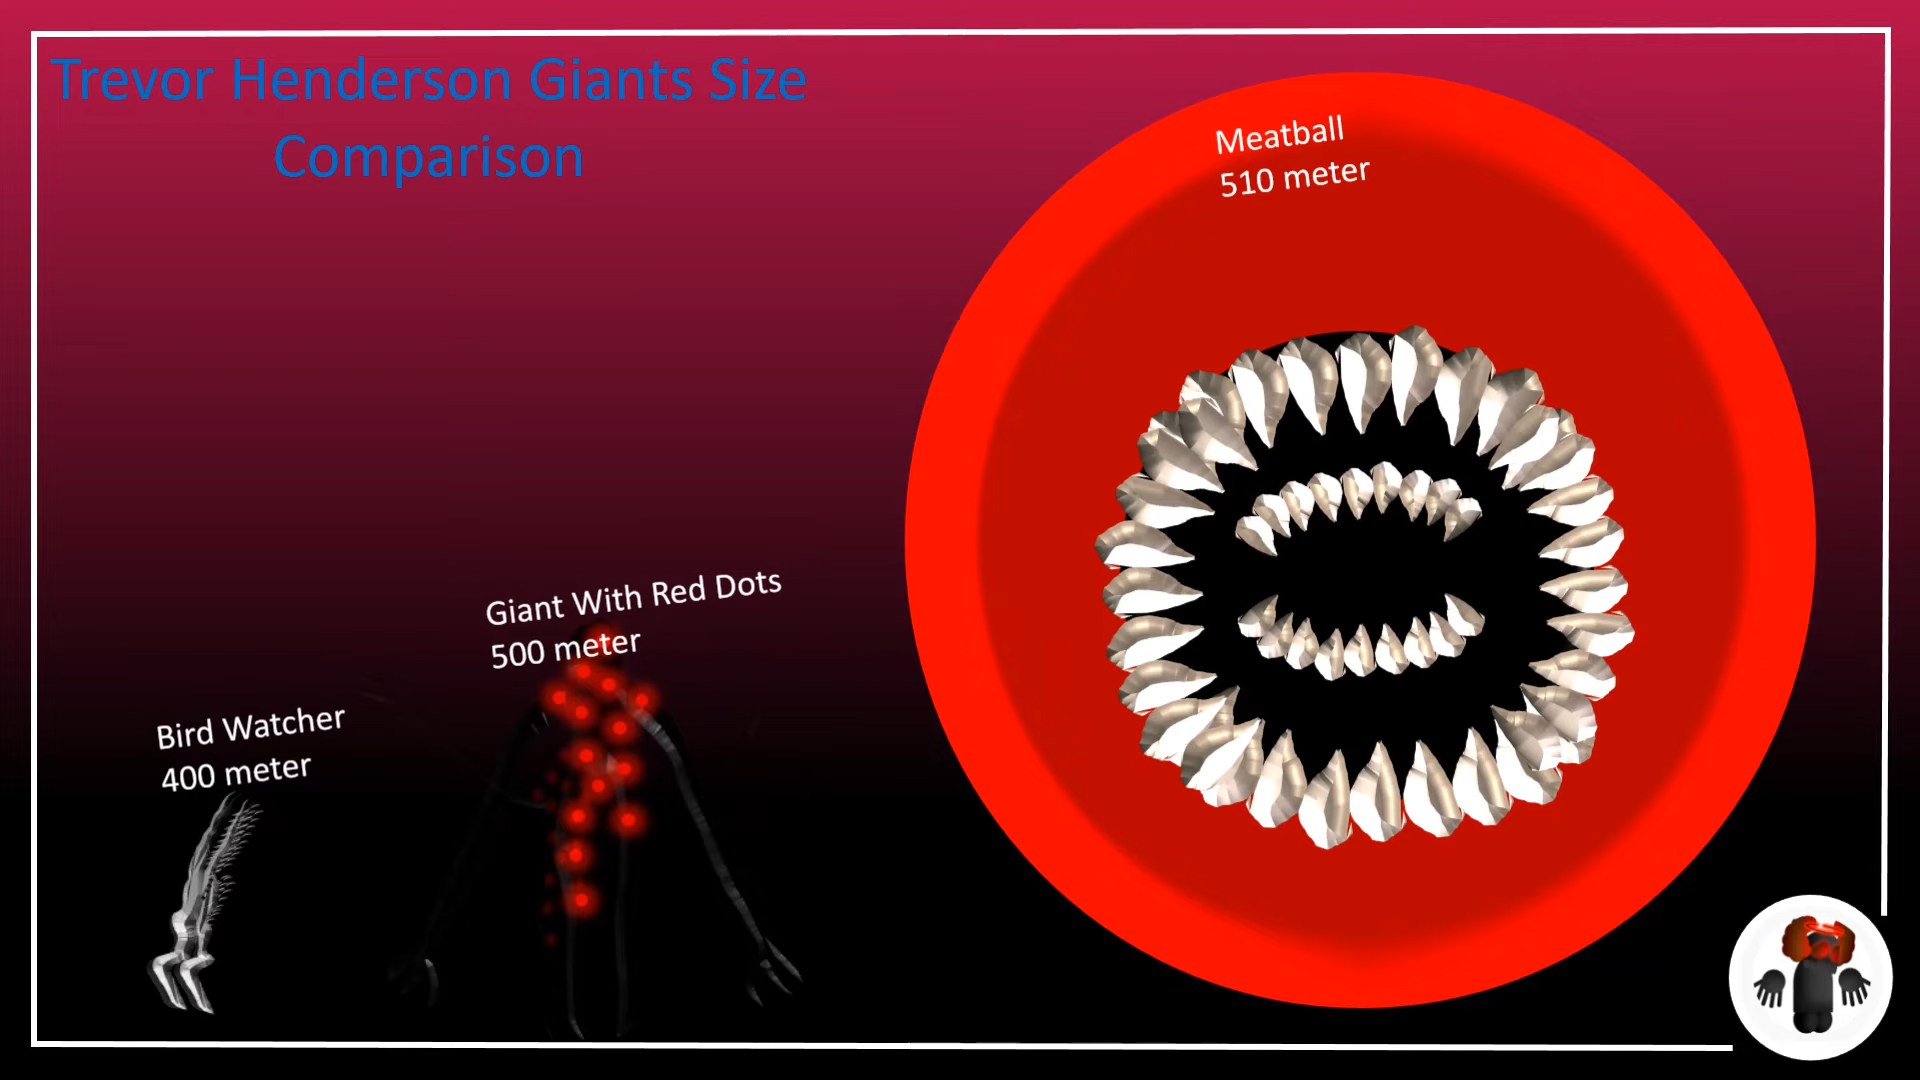 Trevor Henderson Giants Size
Comparison
Meatball
510 meter
Giant With Red Dots
500 meter
Bird Watcher
400 meter